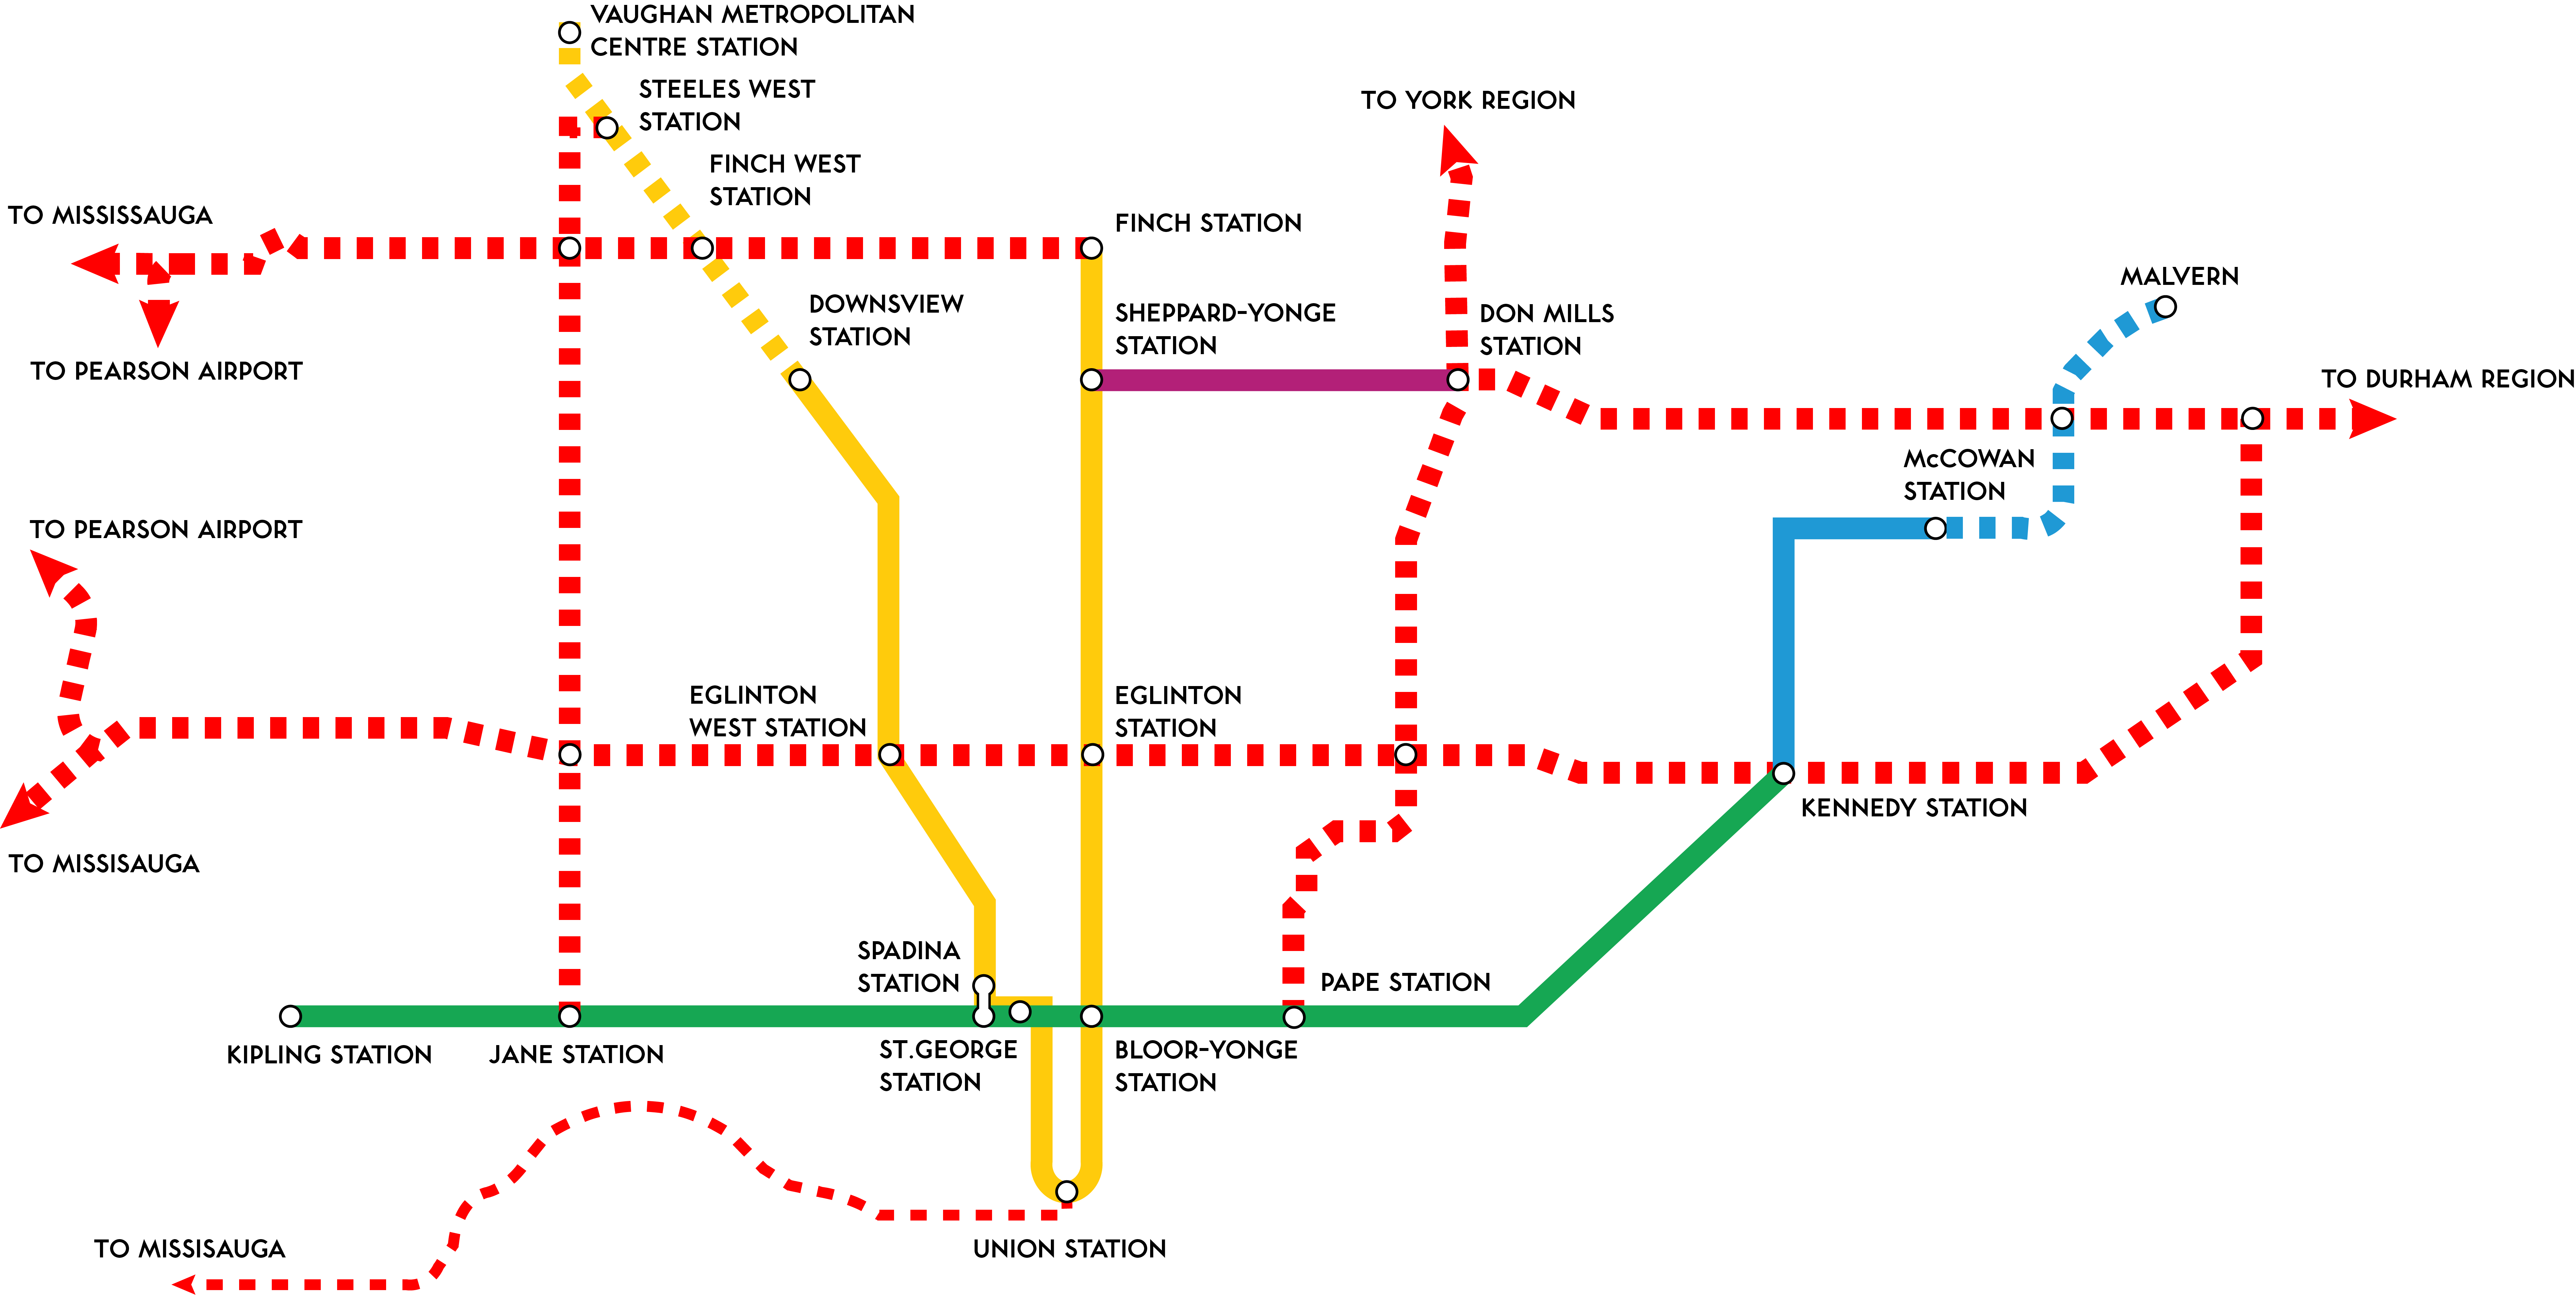 VAUGHAN METROPOLITAN
CENTRE STATION
STEELES WEST
STATION
TO YORK REGION
FINCH WEST
STATION
TO MISSISSAUGA
FINCH STATION
MALVERN
DOWNSVIEW
STATION
SHEPPARD-YONGE
STATION
DON MILLS
STATION
TO PEARSON AIRPORT
TO DURHAM REGION
McCOWAN
STATION
TO PEARSON AIRPORT
EGLINTON
WEST STATION
EGLINTON
STATION
KENNEDY STATION
TO MISSISAUGA
SPADINA
STATION
PAPE STATION
KIPLING STATION
JANE STATION
ST.GEORGE
STATION
BLOOR-YONGE
STATION
TO MISSISAUGA
UNION STATION